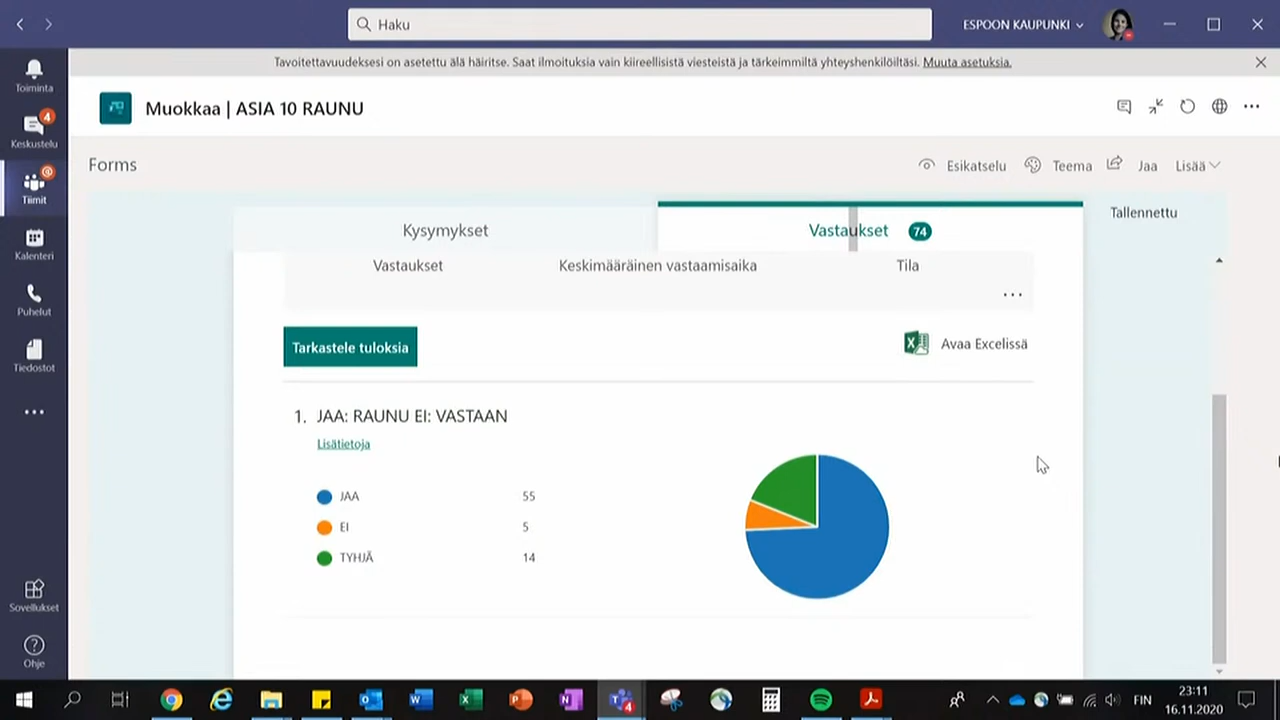 Haku
ESPOON KAUPUNKI
Tavoitettavuudeksesi on asetettu älä häiritse. Saat ilmoituksia vain kiireellisistä viesteistä ja tärkeimmiltä yhteyshenkilöiltäsi. Muuta asetuksia.
Toiminta
4
Keskustelu
Tiimit
Kalenteri
Puhelut
Tiedostot
Sovellukset
Ohje
Muokkaa | ASIA 10 RAUNU
Forms
Esikatselu
Teema
Jaa
Lisää
Tallennettu
Kysymykset
Vastaukset 74
Vastaukset
Keskimääräinen vastaamisaika
Tila
Tarkastele tuloksia
Avaa Excelissä
1. JAA: RAUNU EI: VASTAAN
Lisätietoja
JAA 55
EI 5
TYHJÄ 14
4
FIN
23:11
16.11.2020